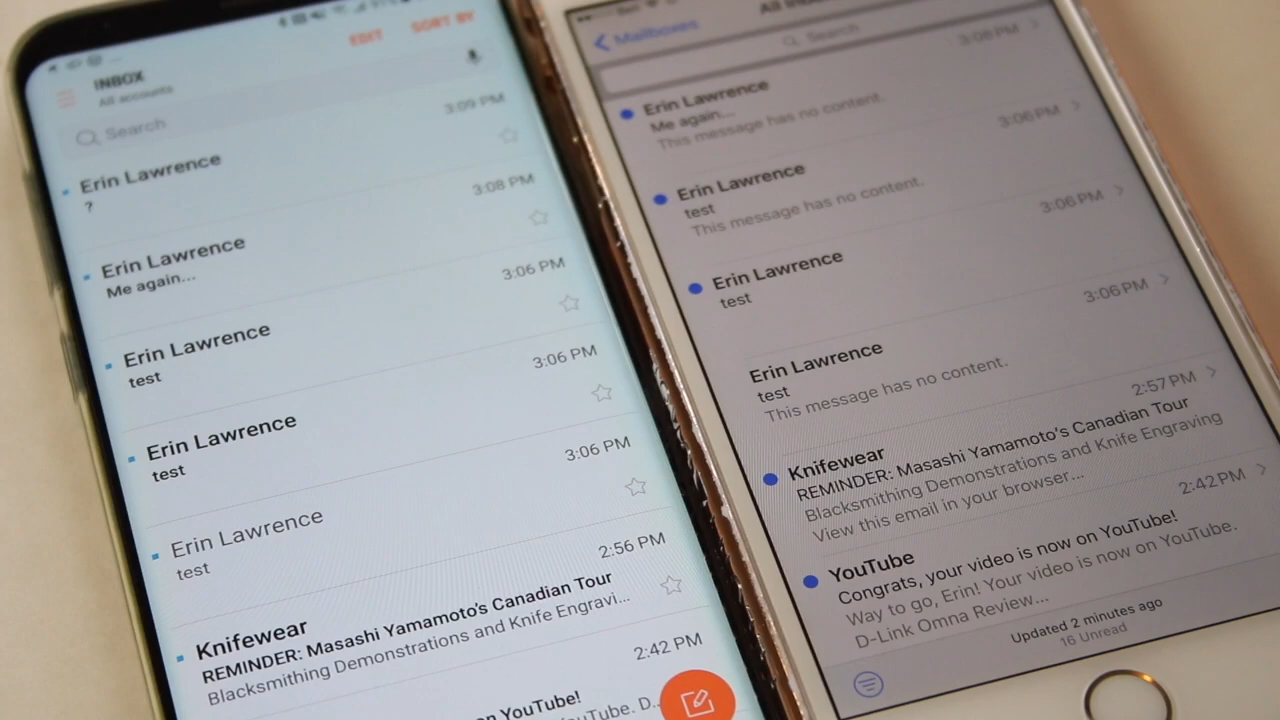 EDIT
SORT BY
INBOX
All accounts
Search
3:09 PM
Erin Lawrence
?
3:08 PM
Erin Lawrence
Me again...
3:06 PM
Erin Lawrence
test
3:06 PM
Erin Lawrence
test
3:06 PM
Erin Lawrence
test
2:56 PM
Knifewear
REMINDER: Masashi Yamamoto's Canadian Tour
Blacksmithing Demonstrations and Knife Engravi...
2:42 PM
on YouTube!
YouTube. D...
Mailboxes
Search
3:08 PM
Erin Lawrence
Me again...
This message has no content.
3:06 PM
Erin Lawrence
test
This message has no content.
3:06 PM
Erin Lawrence
test
3:06 PM
Erin Lawrence
test
This message has no content.
2:57 PM
Knifewear
REMINDER: Masashi Yamamoto's Canadian Tour
Blacksmithing Demonstrations and Knife Engraving
View this email in your browser...
2:42 PM
YouTube
Congrats, your video is now on YouTube!
Way to go, Erin! Your video is now on YouTube.
D-Link Omna Review...
Updated 2 minutes ago
16 Unread